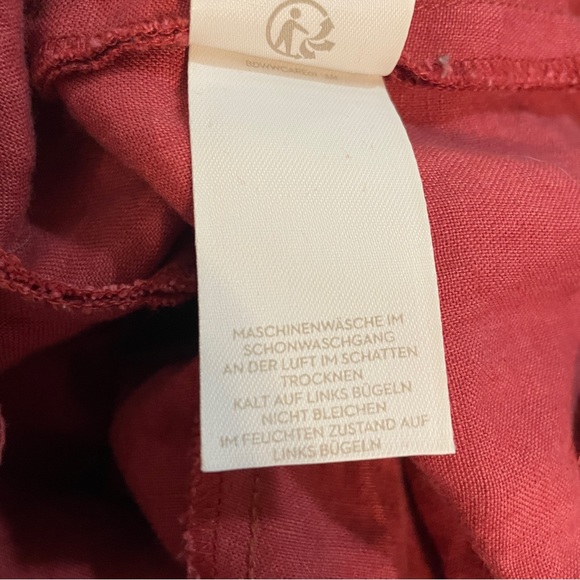 MASCHINENWÄSCHE IM
SCHONWASCHGANG
AN DER LUFT IM SCHATTEN
TROCKNEN
KALT AUF LINKS BÜGELN
NICHT BLEICHEN
IM FEUCHTEN ZUSTAND AUF
LINKS BÜGELN